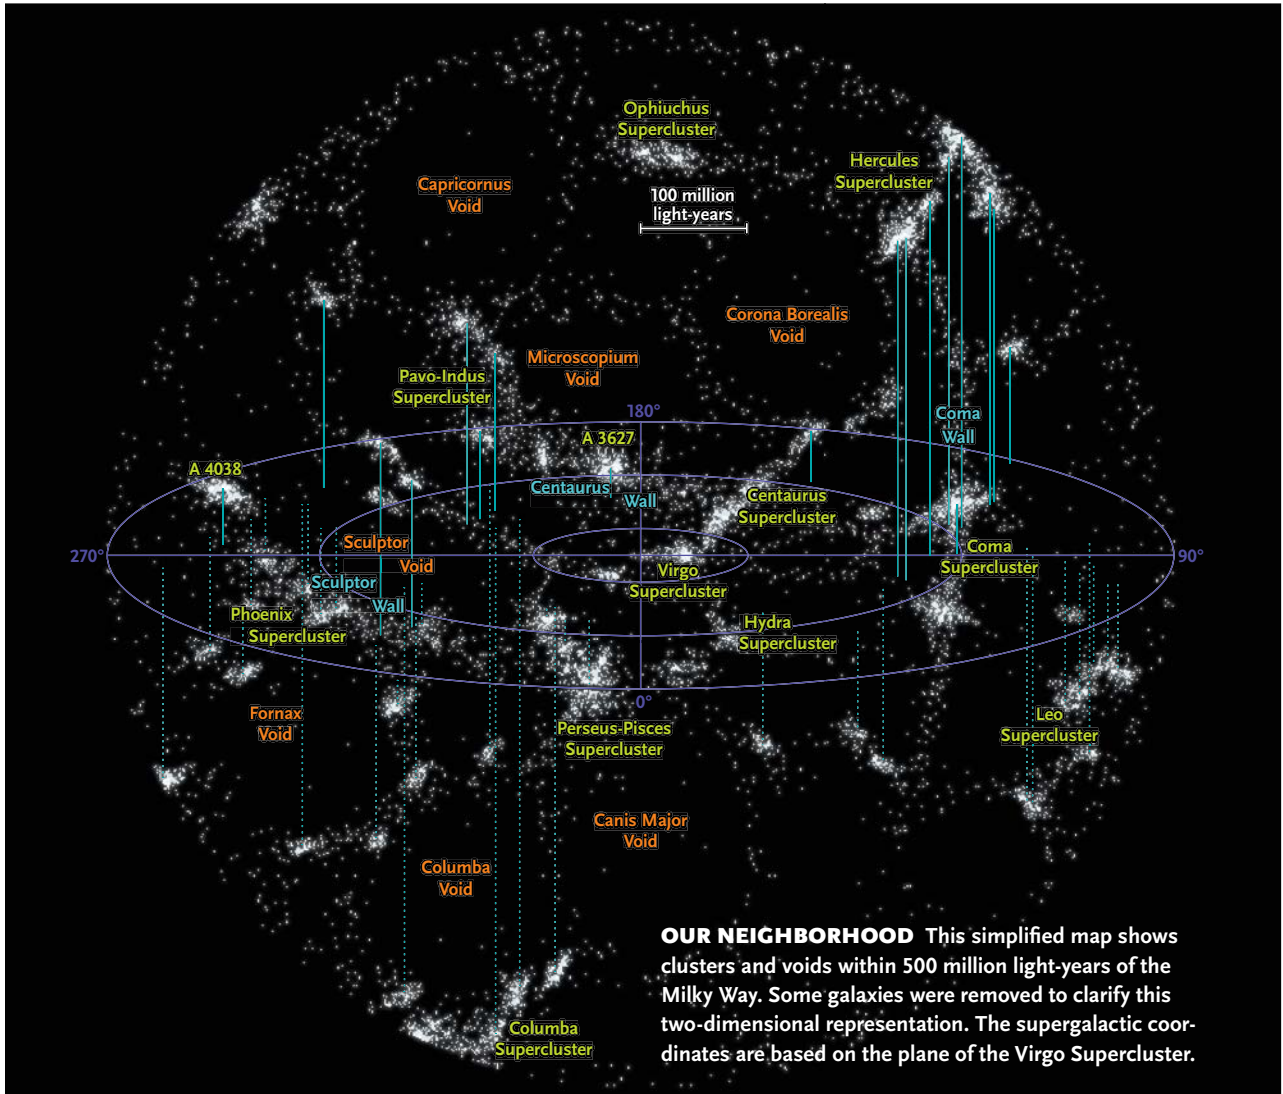 Ophiuchus
Supercluster
Hercules
Supercluster
Capricornus
Void
100 million
light-years
Corona Borealis
Void
Microscopium
Void
Pavo-Indus
Supercluster
180°
Coma
Wall
A 3627
A 4038
Centaurus
Wall
Centaurus
Supercluster
270°
90°
Sculptor
Void
Coma
Supercluster
Virgo
Supercluster
Sculptor
Wall
Phoenix
Supercluster
Hydra
Supercluster
0°
Fornax
Void
Leo
Supercluster
Perseus-Pisces
Supercluster
Canis Major
Void
Columba
Void
OUR NEIGHBORHOOD This simplified map shows
clusters and voids within 500 million light-years of the
Milky Way. Some galaxies were removed to clarify this
two-dimensional representation. The supergalactic coor-
dinates are based on the plane of the Virgo Supercluster.
Columba
Supercluster